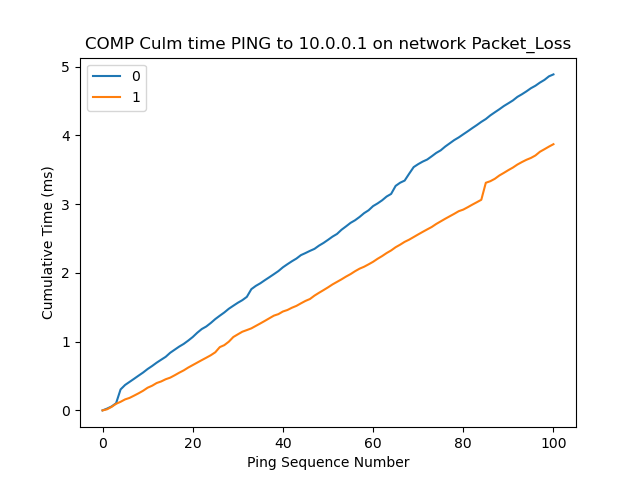 COMP Culm time PING to 10.0.0.1 on network Packet_Loss
0
1
5
4
3
2
1
0
Cumulative Time (ms)
0 20 40 60 80 100
Ping Sequence Number